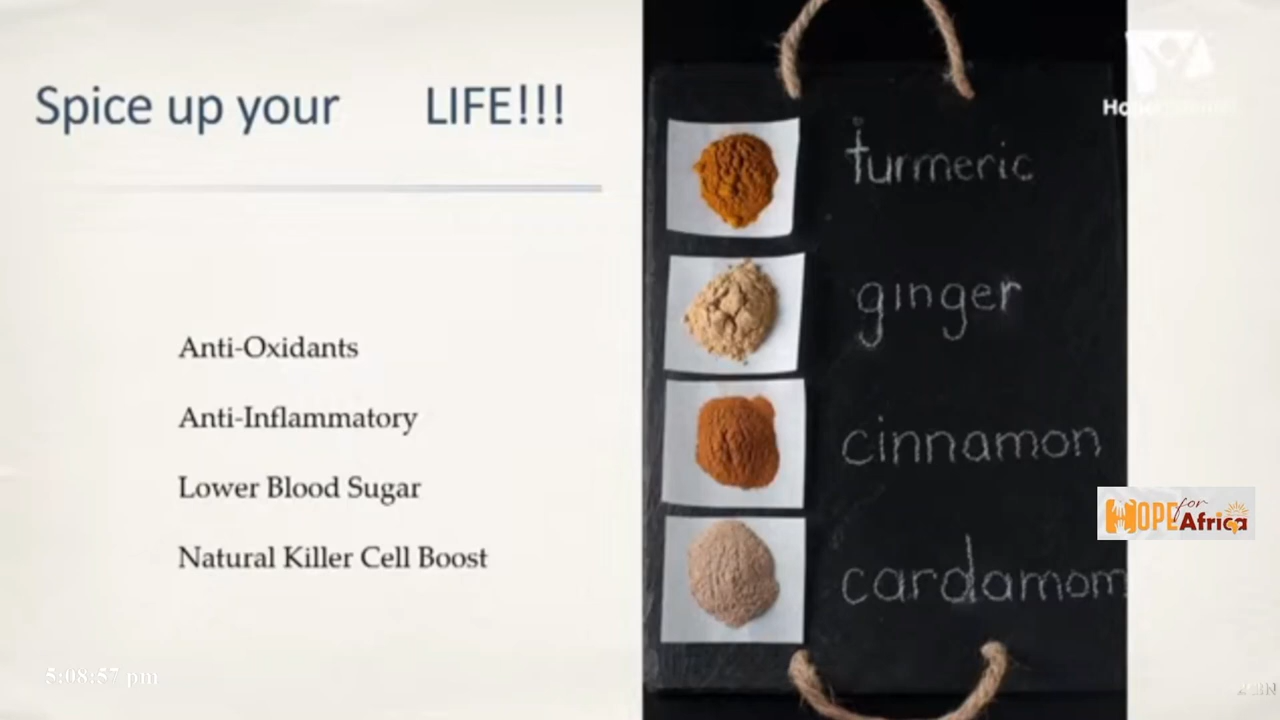 Spice up your LIFE!!!
Anti-Oxidants
Anti-Inflammatory
Lower Blood Sugar
Natural Killer Cell Boost
turmeric
ginger
cinnamon
cardamom
HOPE for Africa
5:08:57 pm